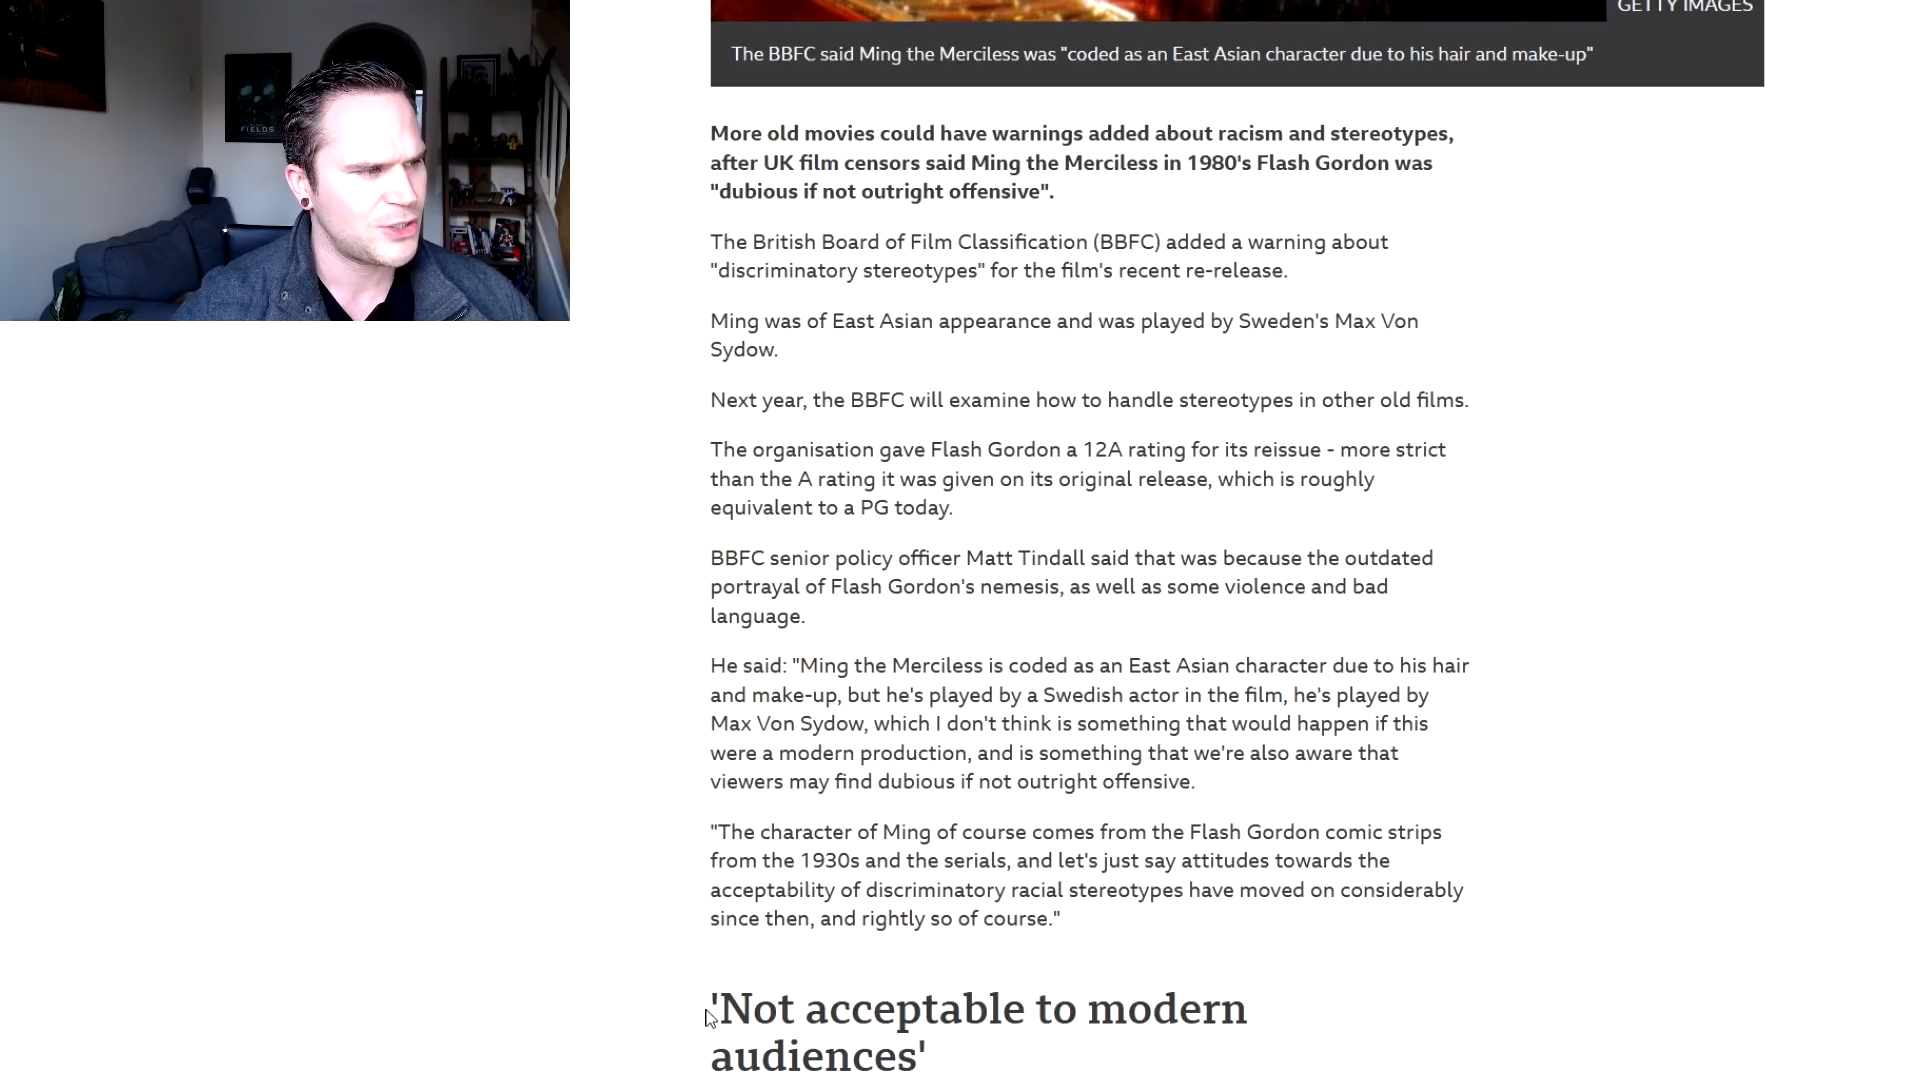 GETTY IMAGES
The BBFC said Ming the Merciless was "coded as an East Asian character due to his hair and make-up"
FIELDS
More old movies could have warnings added about racism and stereotypes,
after UK film censors said Ming the Merciless in 1980's Flash Gordon was
"dubious if not outright offensive".
The British Board of Film Classification (BBFC) added a warning about
"discriminatory stereotypes" for the film's recent re-release.
Ming was of East Asian appearance and was played by Sweden's Max Von
Sydow.
Next year, the BBFC will examine how to handle stereotypes in other old films.
The organisation gave Flash Gordon a 12A rating for its reissue - more strict
than the A rating it was given on its original release, which is roughly
equivalent to a PG today.
BBFC senior policy officer Matt Tindall said that was because the outdated
portrayal of Flash Gordon's nemesis, as well as some violence and bad
language.
He said: "Ming the Merciless is coded as an East Asian character due to his hair
and make-up, but he's played by a Swedish actor in the film, he's played by
Max Von Sydow, which I don't think is something that would happen if this
were a modern production, and is something that we're also aware that
viewers may find dubious if not outright offensive.
"The character of Ming of course comes from the Flash Gordon comic strips
from the 1930s and the serials, and let's just say attitudes towards the
acceptability of discriminatory racial stereotypes have moved on considerably
since then, and rightly so of course."
'Not acceptable to modern
audiences'